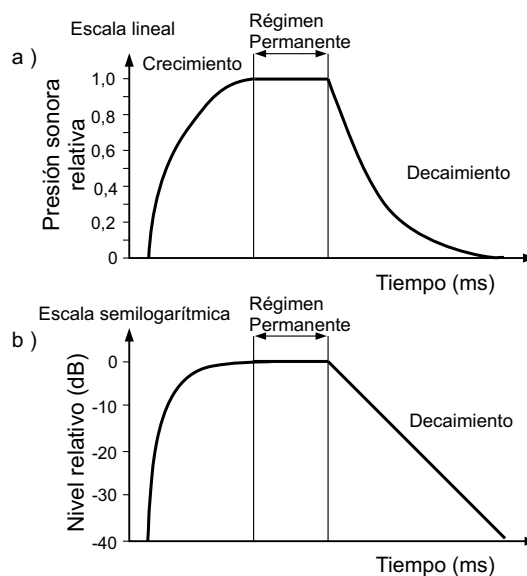 Escala lineal
Régimen
Permanente
a )
Crecimiento
1,0
0,8
0,6
0,4
0,2
0
Presión sonora
relativa
Decaimiento
Tiempo (ms)
Escala semilogarítmica
Régimen
Permanente
b )
0
-10
-20
-30
-40
Nivel relativo (dB)
Decaimiento
Tiempo (ms)